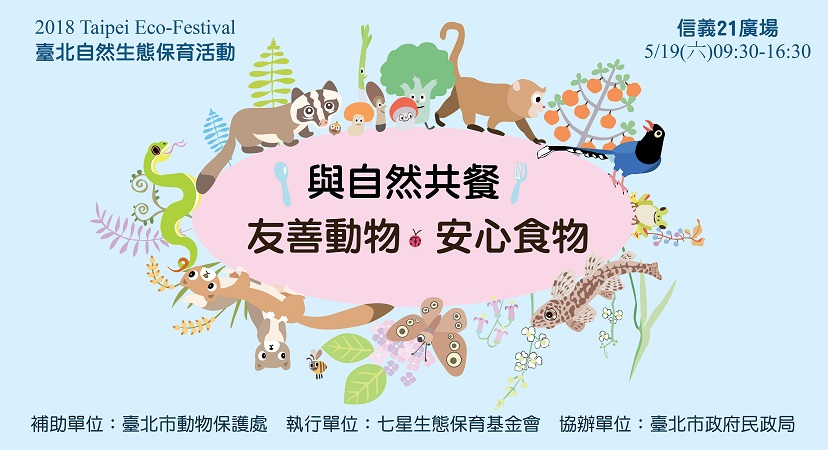 2018 Taipei Eco-Festival
臺北自然生態保育活動
信義21廣場
5/19(六)09:30-16:30
與自然共餐
友善動物 安心食物
補助單位：臺北市動物保護處 執行單位：七星生態保育基金會 協辦單位：臺北市政府民政局